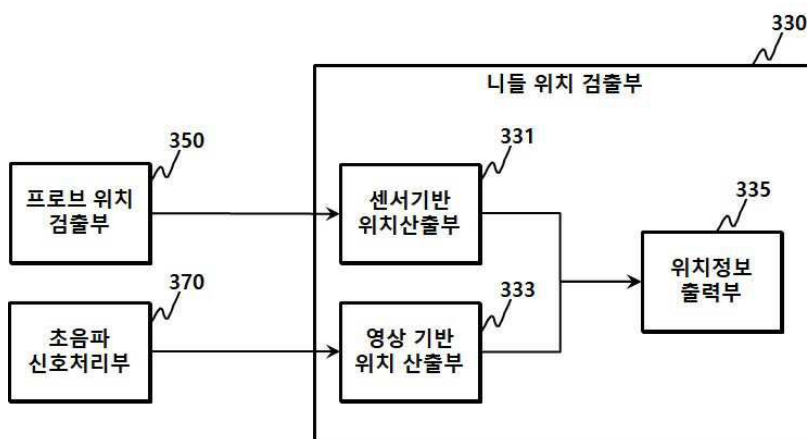 330
니들 위치 검출부
350
프로브 위치
검출부
331
센서기반
위치산출부
335
위치정보
출력부
370
초음파
신호처리부
333
영상 기반
위치 산출부